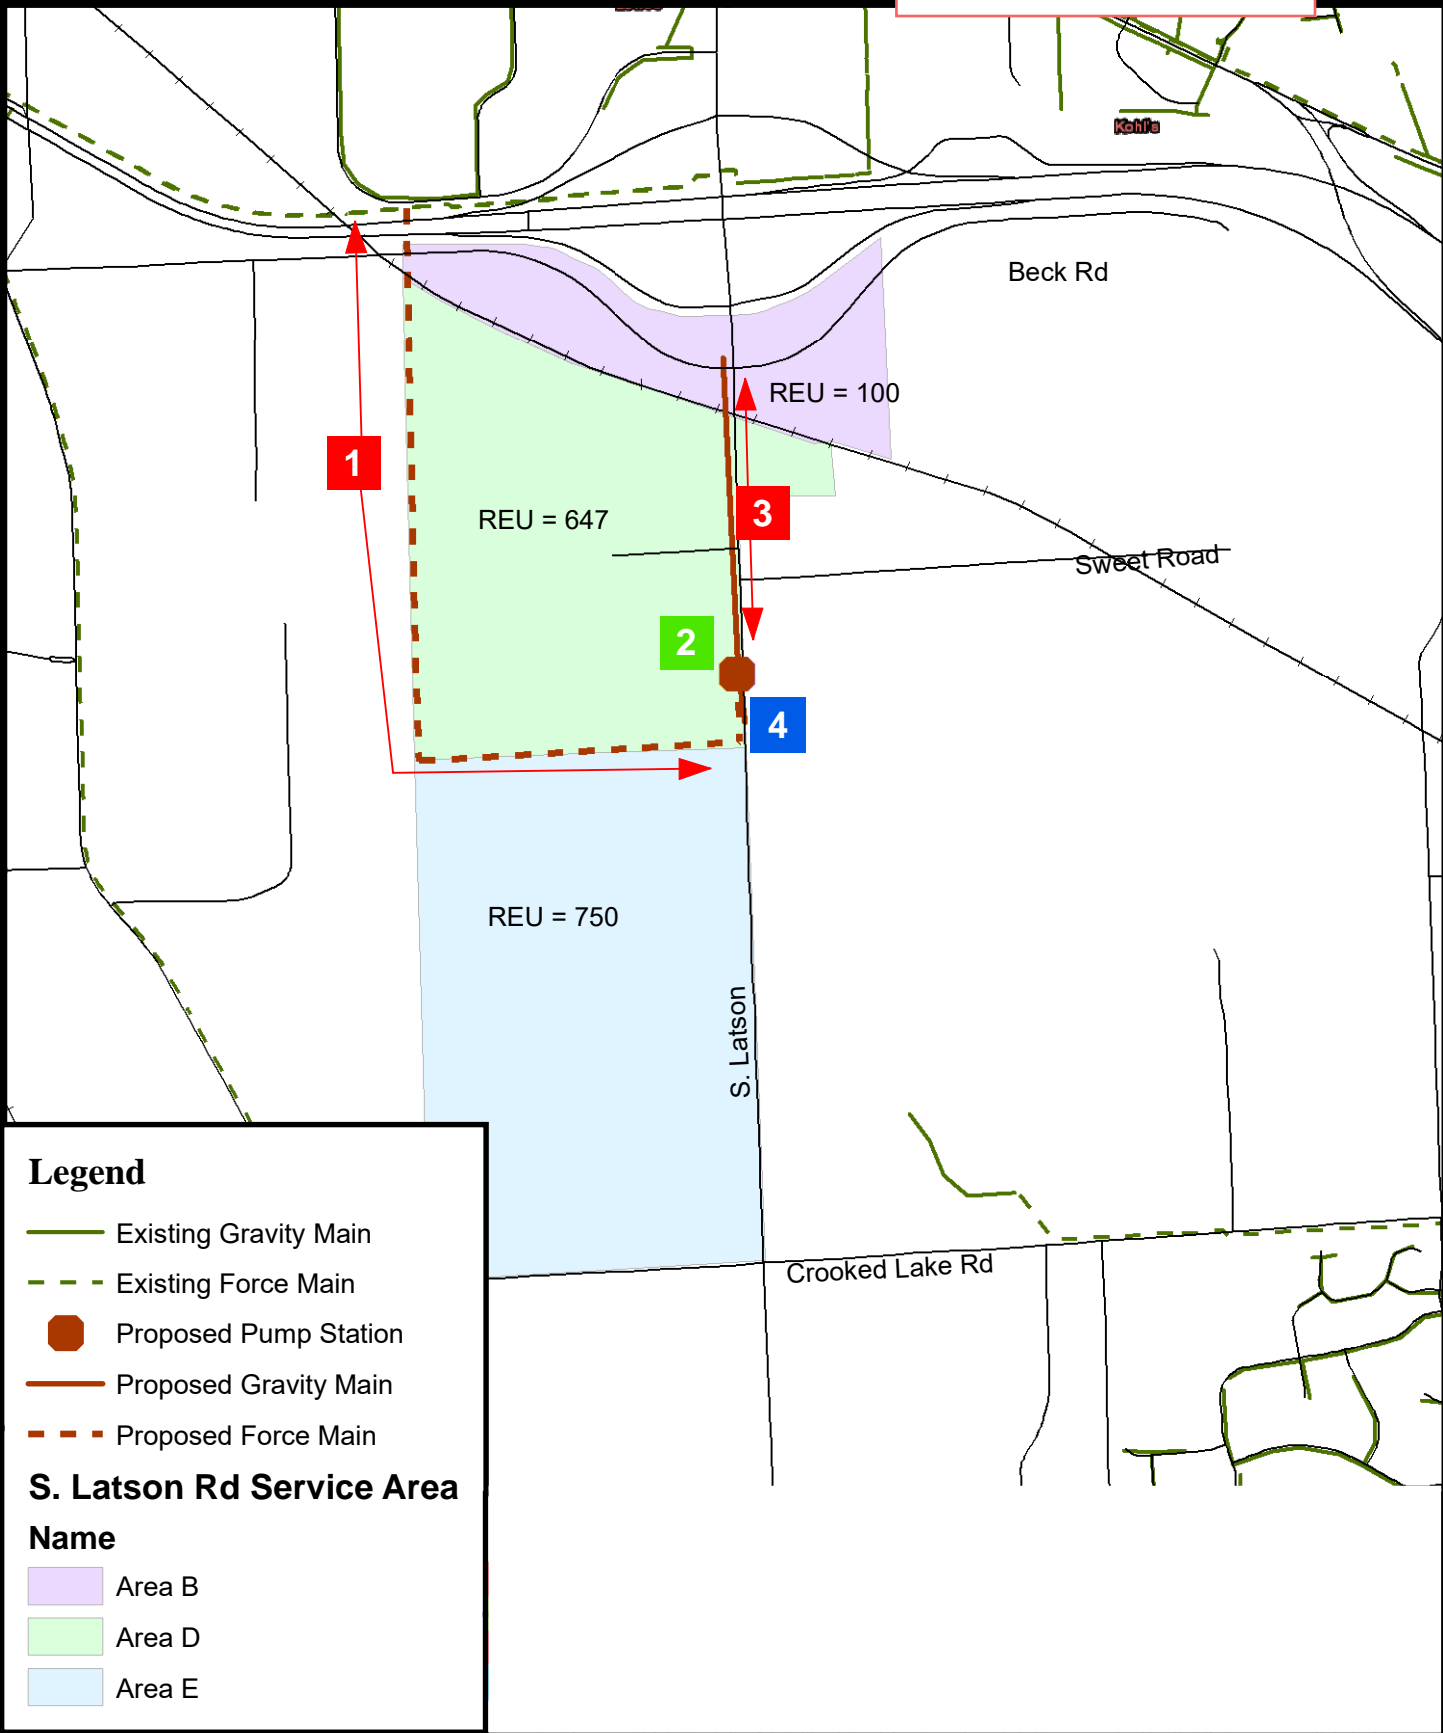 Kohl's
Beck Rd
REU = 100
1
3
REU = 647
Sweet Road
2
4
REU = 750
S. Latson
Crooked Lake Rd
Legend
Existing Gravity Main
Existing Force Main
Proposed Pump Station
Proposed Gravity Main
Proposed Force Main
S. Latson Rd Service Area
Name
Area B
Area D
Area E